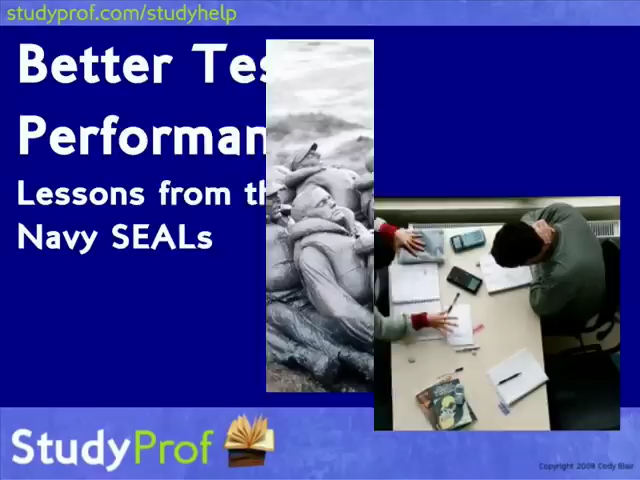 studyprof.com/studyhelp
Better Tes
Performan
Lessons from th
Navy SEALs
StudyProf
Copyright 2008 Cody Blair